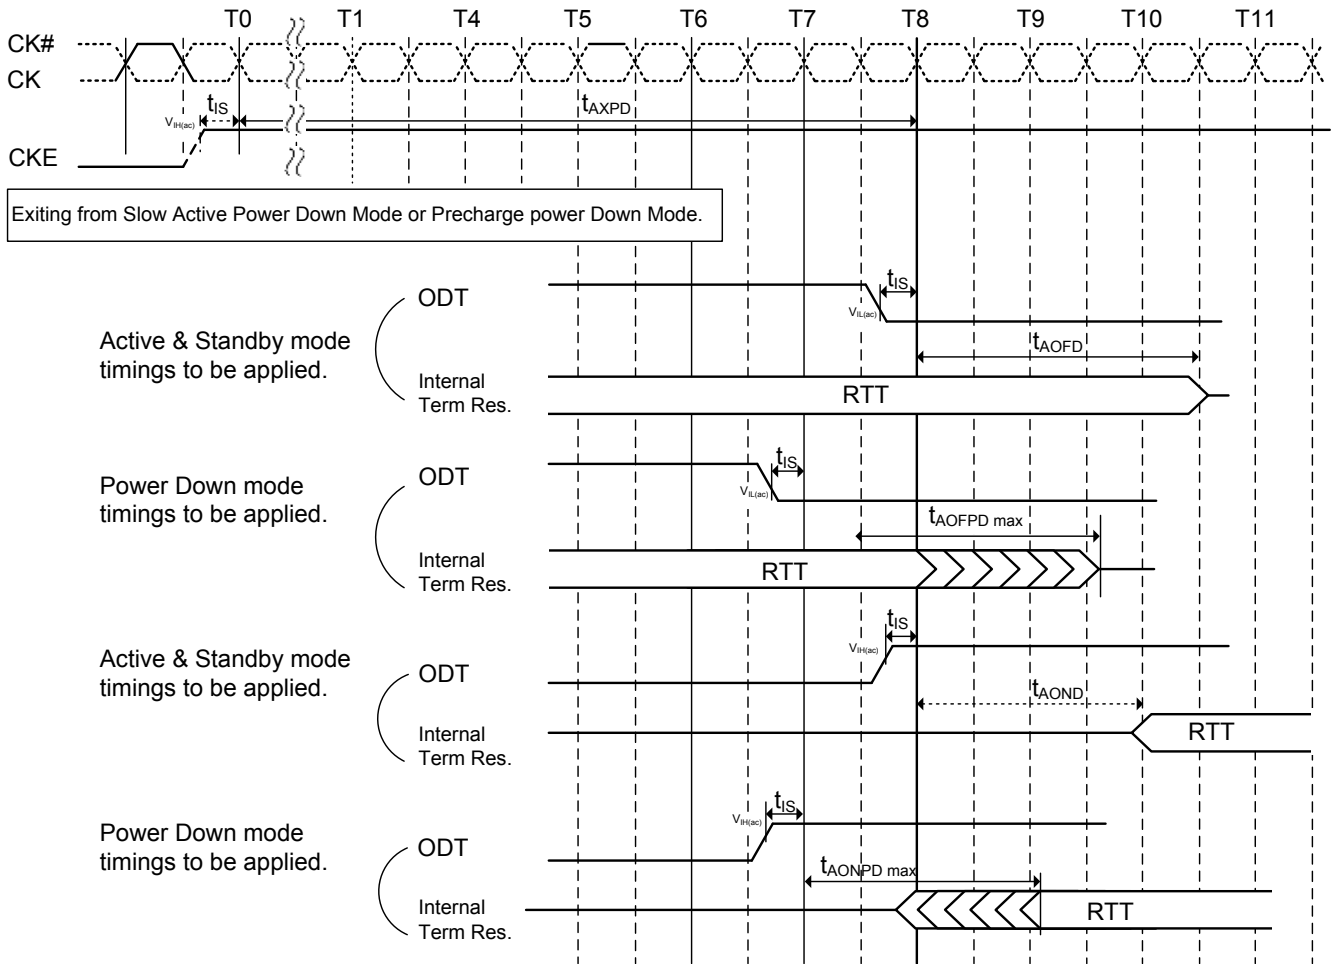 T0 T1 T4 T5 T6 T7 T8 T9 T10 T11
CK#
CK
tIS
tAXPD
VIH(ac)
CKE
Exiting from Slow Active Power Down Mode or Precharge power Down Mode.
ODT
tIS
VIL(ac)
Active & Standby mode
timings to be applied.
tAOFD
Internal
Term Res.
RTT
ODT
tIS
VIL(ac)
Power Down mode
timings to be applied.
tAOFPD max
Internal
Term Res.
RTT
tIS
VIH(ac)
Active & Standby mode
timings to be applied.
ODT
tAOND
Internal
Term Res.
RTT
tIS
VIH(ac)
Power Down mode
timings to be applied.
ODT
tAONPD max
Internal
Term Res.
RTT